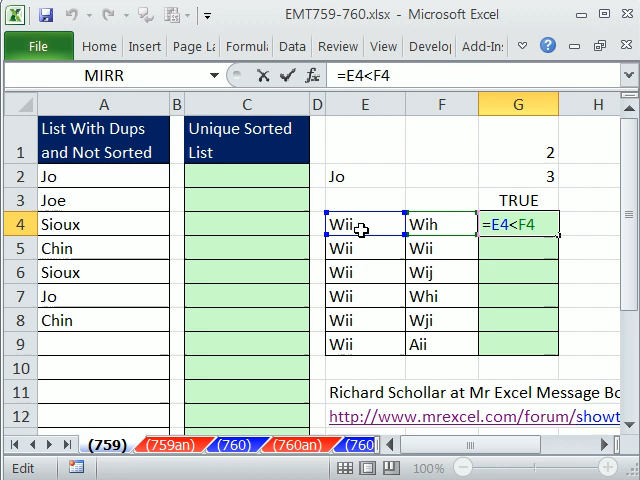 EMT759-760.xlsx - Microsoft Excel
File Home Insert Page La Formula Data Review View Develop Add-Ins
MIRR =E4<F4
A B C D E F G H
1 List With Dups and Not Sorted Unique Sorted List 2
2 Jo Jo 3
3 Joe TRUE
4 Sioux Wii Wih =E4<F4
5 Chin Wii Wii
6 Sioux Wii Wij
7 Jo Wii Whi
8 Chin Wii Wji
9 Wii Aii
10
11 Richard Schollar at Mr Excel Message Bo
12 http://www.mrexcel.com/forum/showt
(759) (759an) (760) (760an) (760
Edit 100%